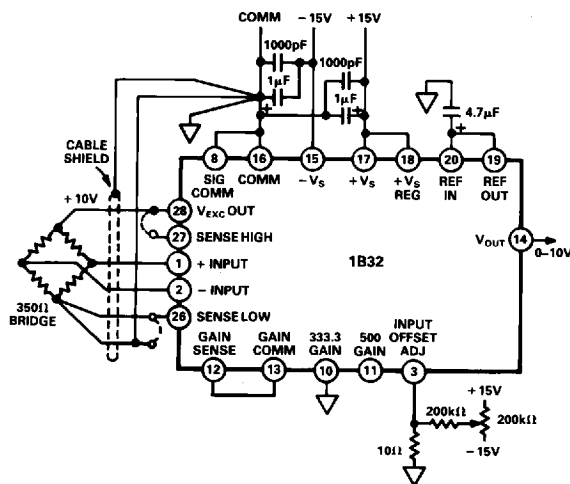 COMM −15V +15V
1000pF
1000pF
1µF
1µF
+
+
4.7µF
+
CABLE
SHIELD
8 16 15 17 18 20 19
SIG
COMM
COMM
−VS
+VS
+VS
REG
REF
IN
REF
OUT
+10V
28 VEXC OUT
27 SENSE HIGH
1 + INPUT
2 − INPUT
26 SENSE LOW
350Ω
BRIDGE
1B32
VOUT 14 0–10V
GAIN
SENSE
GAIN
COMM
333.3
GAIN
500
GAIN
INPUT
OFFSET
ADJ
12 13 10 11 3
+15V
200kΩ
200kΩ
−15V
10Ω